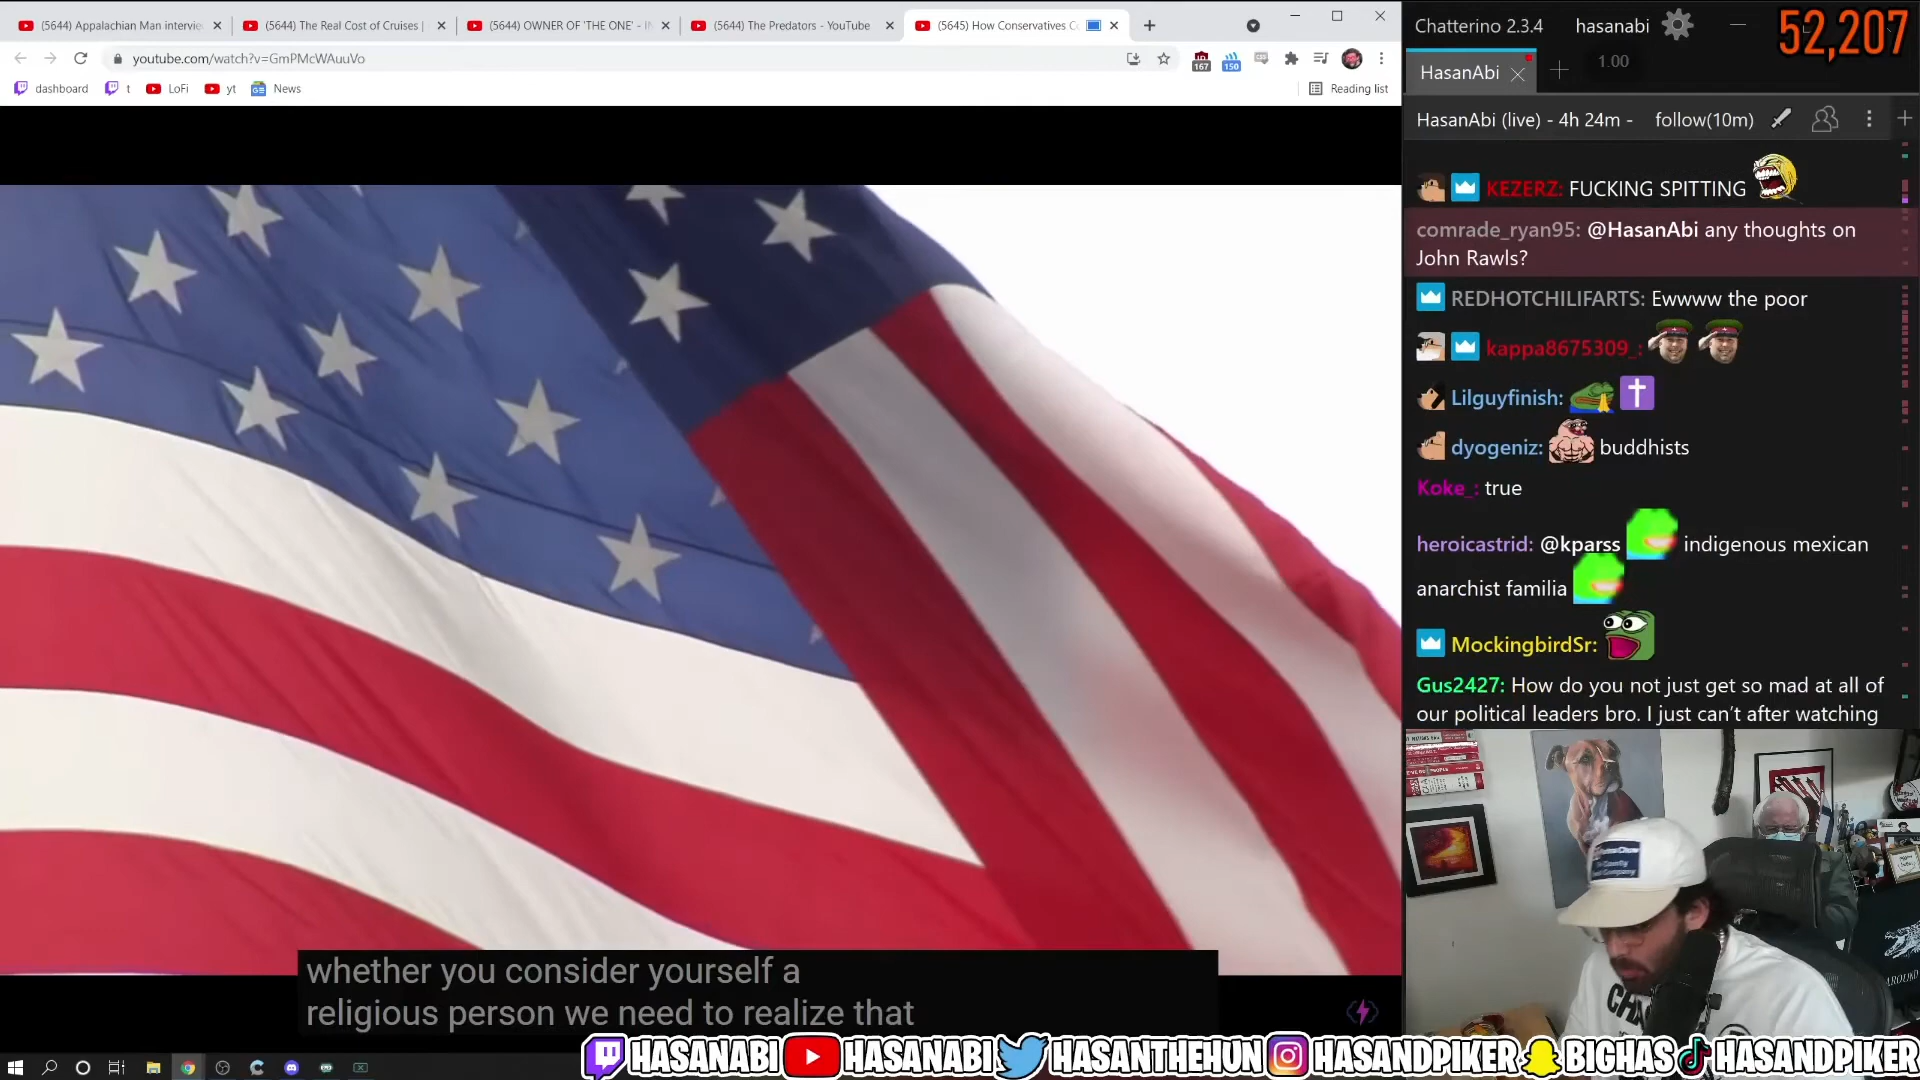 (5644) Appalachian Man intervie
(5644) The Real Cost of Cruises |
(5644) OWNER OF 'THE ONE' - I
(5644) The Predators - YouTube
(5645) How Conservatives C
youtube.com/watch?v=GmPMcWAuuVo
167
150
dashboard
t
LoFi
yt
News
Reading list
Chatterino 2.3.4
hasanabi
52,207
HasanAbi
1.00
HasanAbi (live) - 4h 24m -
follow(10m)
KEZERZ: FUCKING SPITTING
comrade_ryan95: @HasanAbi any thoughts on
John Rawls?
REDHOTCHILIFARTS: Ewwww the poor
kappa8675309_:
Lilguyfinish:
dyogeniz: buddhists
Koke_: true
heroicastrid: @kparss indigenous mexican
anarchist familia
MockingbirdSr:
Gus2427: How do you not just get so mad at all of
our political leaders bro. I just can't after watching
whether you consider yourself a
religious person we need to realize that
HASANABI HASANABI HASANTHEHUN HASANDPIKER BIGHAS HASANDPIKER